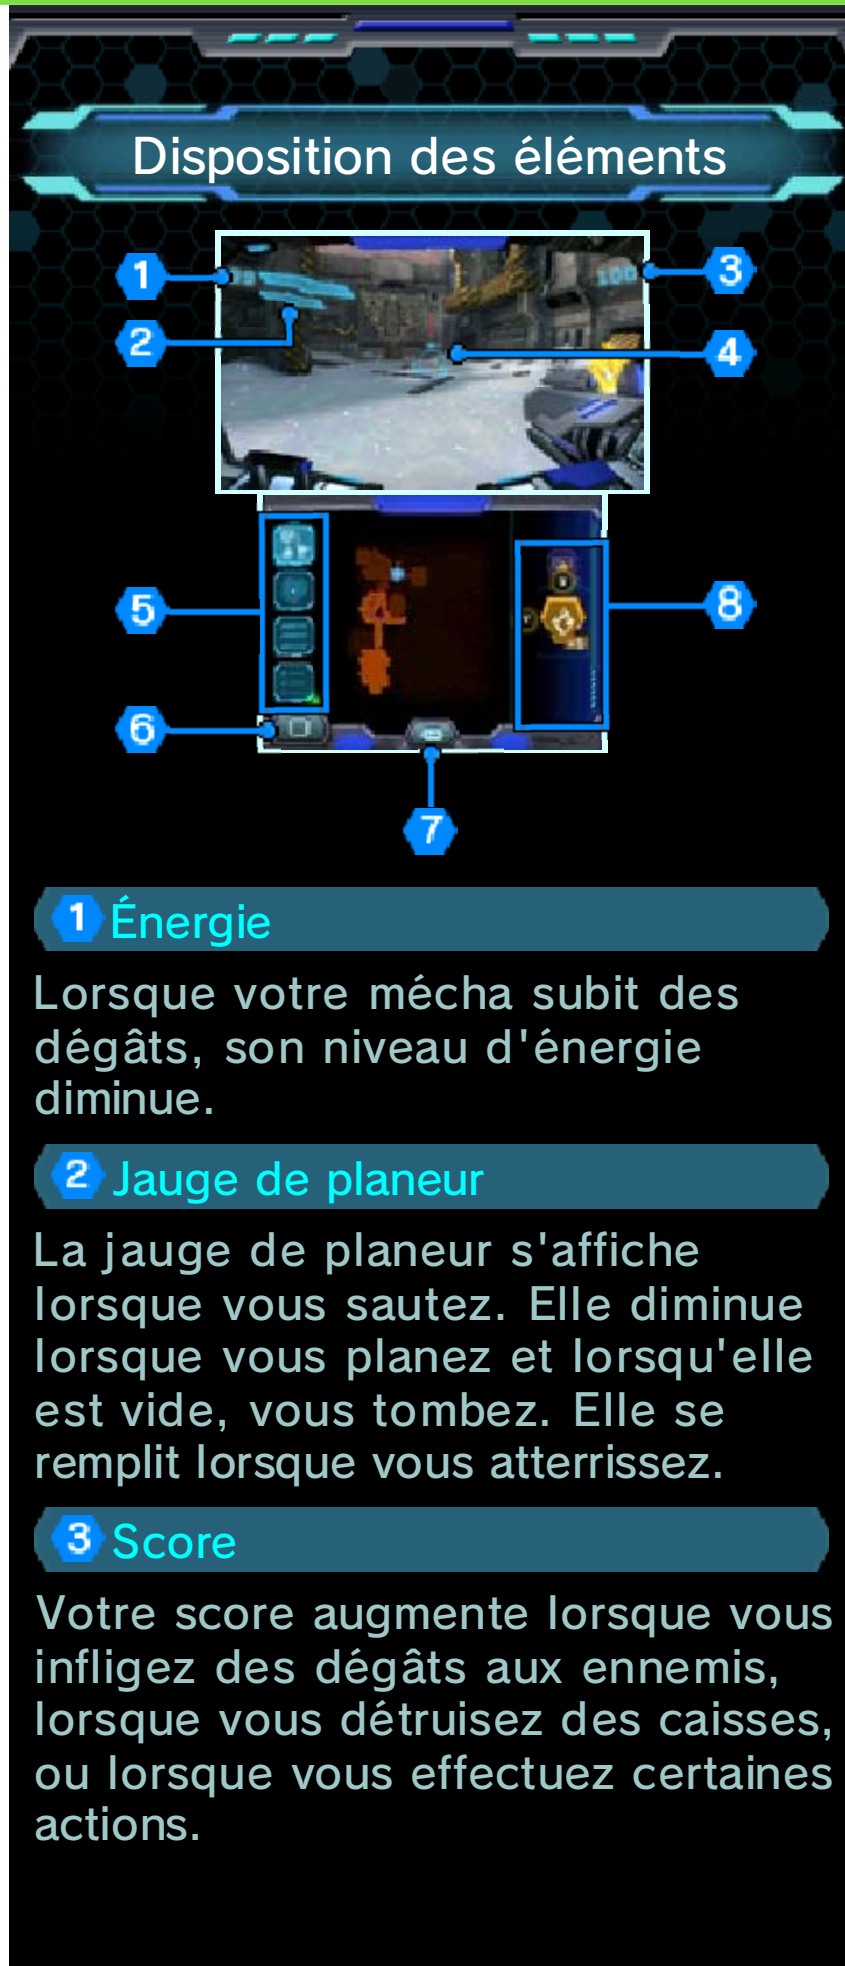 Disposition des éléments
1
3
100
2
4
5
8
6
7
1 Énergie
Lorsque votre mécha subit des
dégâts, son niveau d'énergie
diminue.
2 Jauge de planeur
La jauge de planeur s'affiche
lorsque vous sautez. Elle diminue
lorsque vous planez et lorsqu'elle
est vide, vous tombez. Elle se
remplit lorsque vous atterrissez.
3 Score
Votre score augmente lorsque vous
infligez des dégâts aux ennemis,
lorsque vous détruisez des caisses,
ou lorsque vous effectuez certaines
actions.